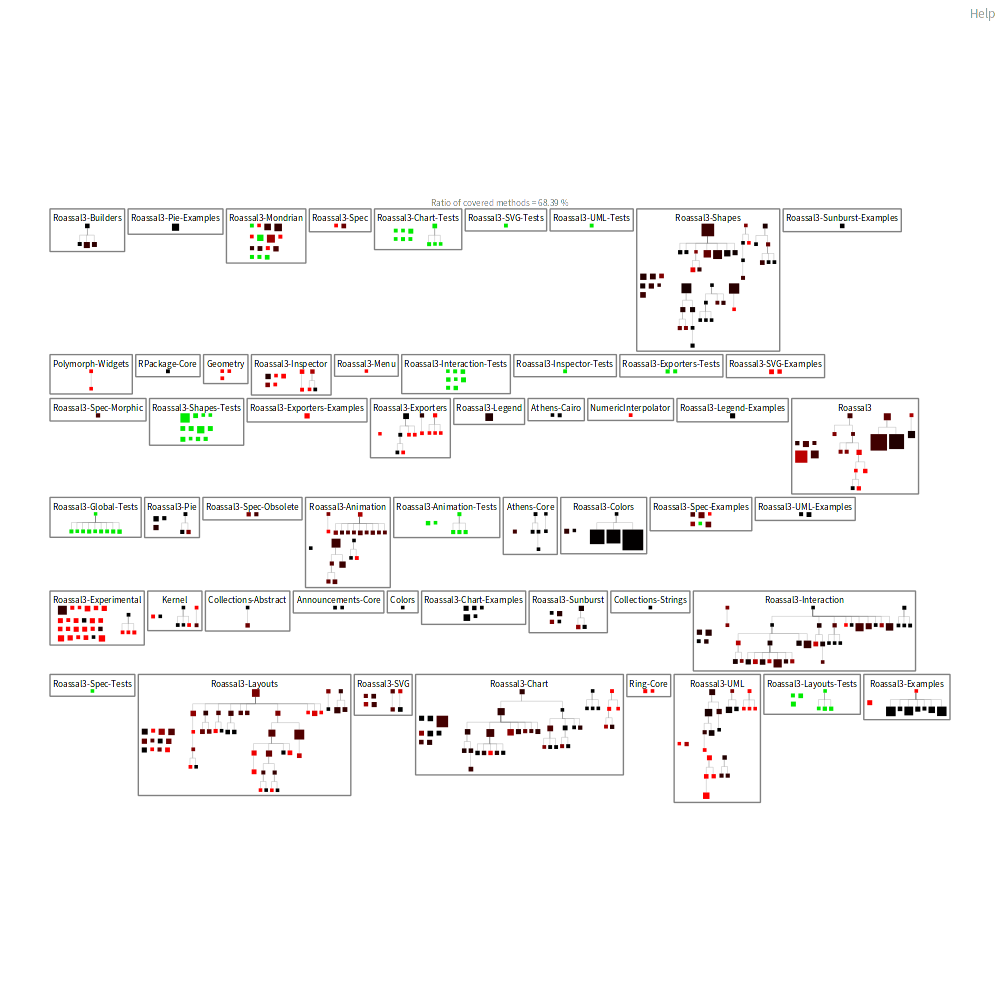 Help
Ratio of covered methods = 68.39 %
Roassal3-Builders Roassal3-Pie-Examples Roassal3-Mondrian Roassal3-Spec Roassal3-Chart-Tests Roassal3-SVG-Tests Roassal3-UML-Tests Roassal3-Shapes Roassal3-Sunburst-Examples
Polymorph-Widgets RPackage-Core Geometry Roassal3-Inspector Roassal3-Menu Roassal3-Interaction-Tests Roassal3-Inspector-Tests Roassal3-Exporters-Tests Roassal3-SVG-Examples
Roassal3-Spec-Morphic Roassal3-Shapes-Tests Roassal3-Exporters-Examples Roassal3-Exporters Roassal3-Legend Athens-Cairo NumericInterpolator Roassal3-Legend-Examples Roassal3
Roassal3-Global-Tests Roassal3-Pie Roassal3-Spec-Obsolete Roassal3-Animation Roassal3-Animation-Tests Athens-Core Roassal3-Colors Roassal3-Spec-Examples Roassal3-UML-Examples
Roassal3-Experimental Kernel Collections-Abstract Announcements-Core Colors Roassal3-Chart-Examples Roassal3-Sunburst Collections-Strings Roassal3-Interaction
Roassal3-Spec-Tests Roassal3-Layouts Roassal3-SVG Roassal3-Chart Ring-Core Roassal3-UML Roassal3-Layouts-Tests Roassal3-Examples